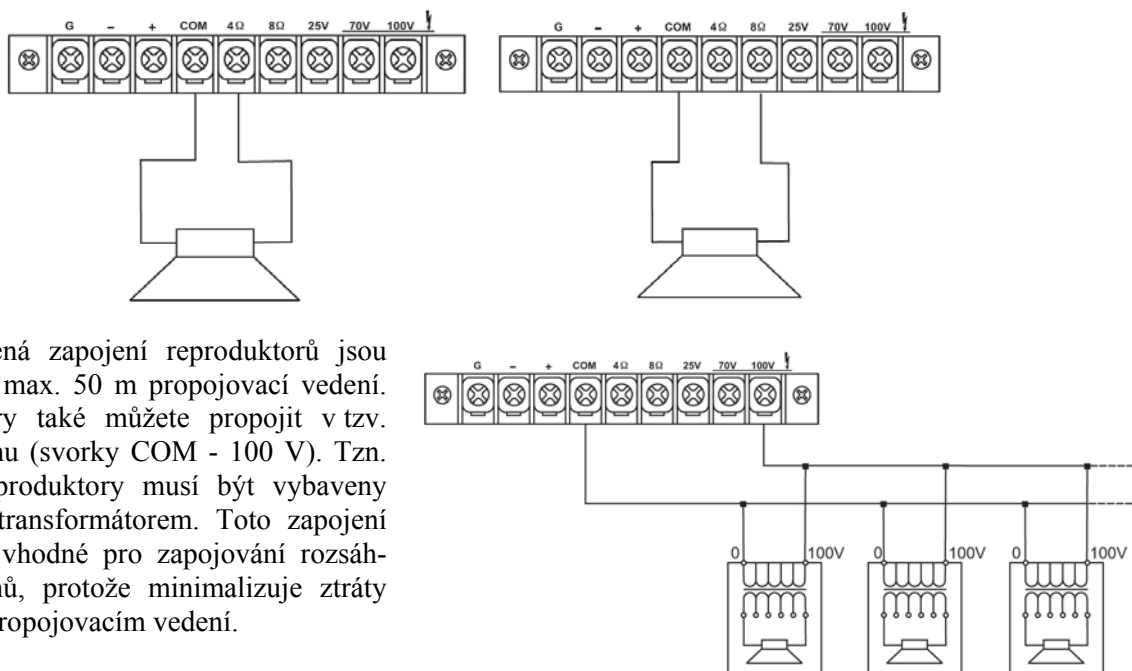 G – + COM 4Ω 8Ω 25V 70V 100V
G – + COM 4Ω 8Ω 25V 70V 100V
ená zapojení reproduktorů jsou
max. 50 m propojovací vedení.
ry také můžete propojit v tzv.
mu (svorky COM - 100 V). Tzn.
produktory musí být vybaveny
transformátorem. Toto zapojení
vhodné pro zapojování rozsáh-
nů, protože minimalizuje ztráty
ropojovacím vedení.
G – + COM 4Ω 8Ω 25V 70V 100V
0 100V 0 100V 0 100V